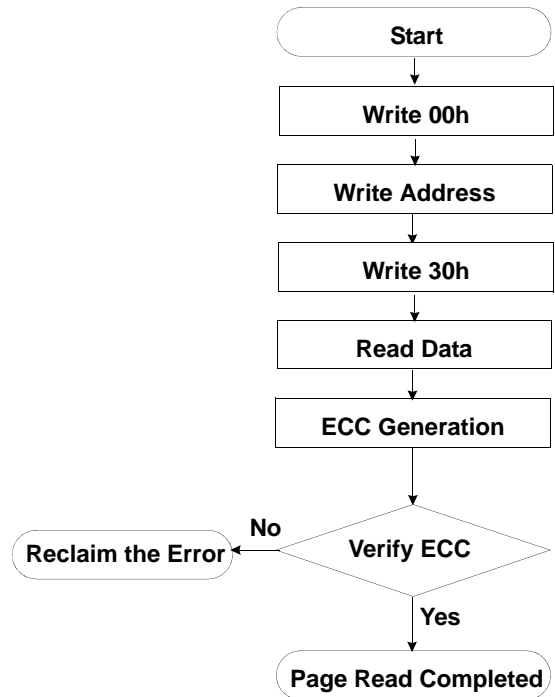 Start
Write 00h
Write Address
Write 30h
Read Data
ECC Generation
No
Reclaim the Error
Verify ECC
Yes
Page Read Completed